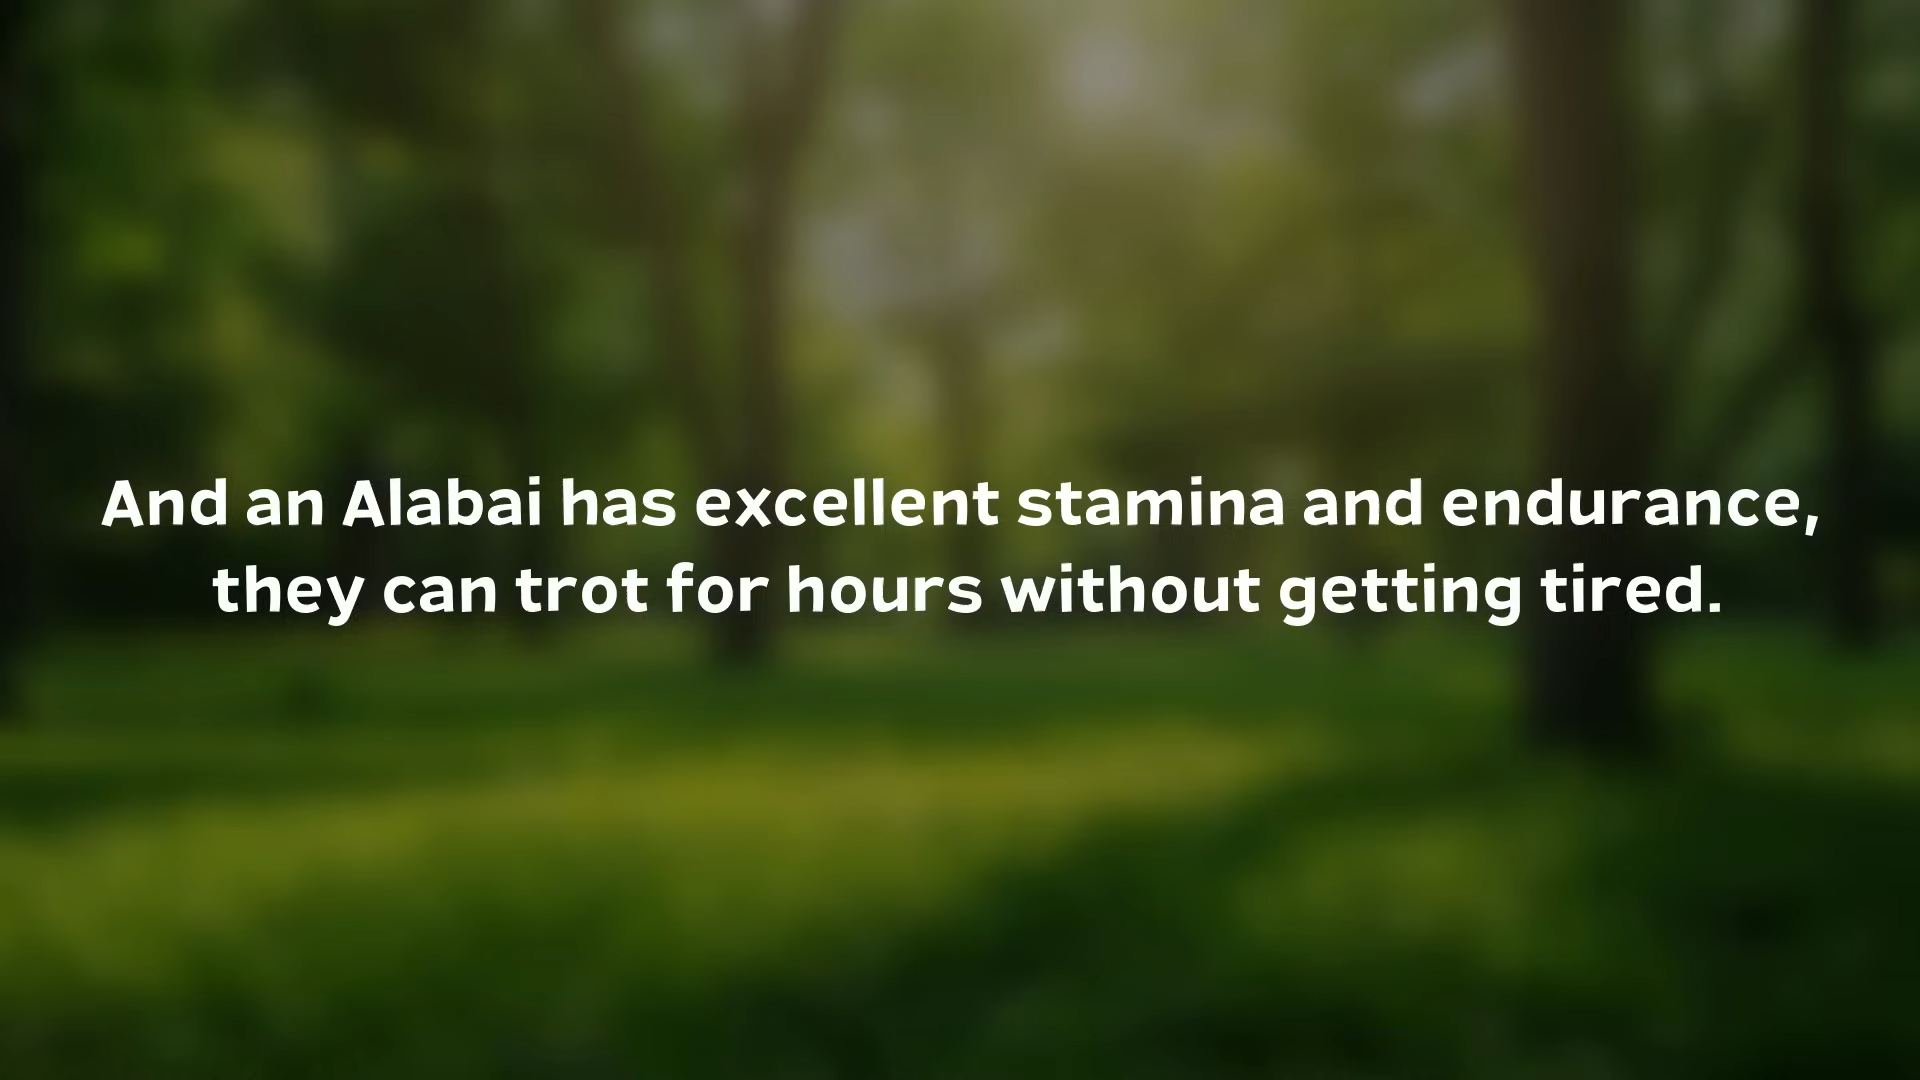 And an Alabai has excellent stamina and endurance,
they can trot for hours without getting tired.